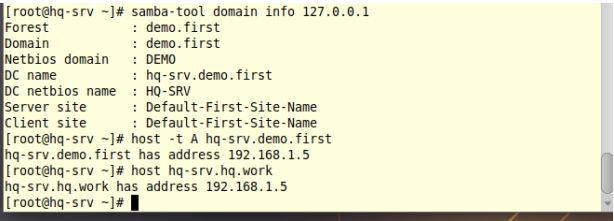 [root@hq-srv ~]# samba-tool domain info 127.0.0.1
Forest           : demo.first
Domain           : demo.first
Netbios domain   : DEMO
DC name          : hq-srv.demo.first
DC netbios name  : HQ-SRV
Server site      : Default-First-Site-Name
Client site      : Default-First-Site-Name
[root@hq-srv ~]# host -t A hq-srv.demo.first
hq-srv.demo.first has address 192.168.1.5
[root@hq-srv ~]# host hq-srv.hq.work
hq-srv.hq.work has address 192.168.1.5
[root@hq-srv ~]#